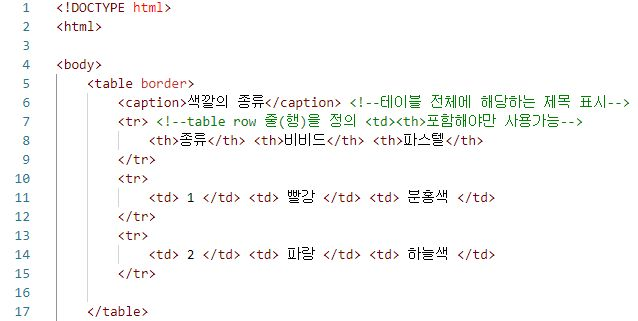 1 <!DOCTYPE html>
2 <html>
3
4 <body>
5 <table border>
6 <caption>색깔의 종류</caption> <!--테이블 전체에 해당하는 제목 표시-->
7 <tr> <!--table row 줄(행)을 정의 <td><th>포함해야만 사용가능-->
8 <th>종류</th> <th>비비드</th> <th>파스텔</th>
9 </tr>
10 <tr>
11 <td> 1 </td> <td> 빨강 </td> <td> 분홍색 </td>
12 </tr>
13 <tr>
14 <td> 2 </td> <td> 파랑 </td> <td> 하늘색 </td>
15 </tr>
16
17 </table>